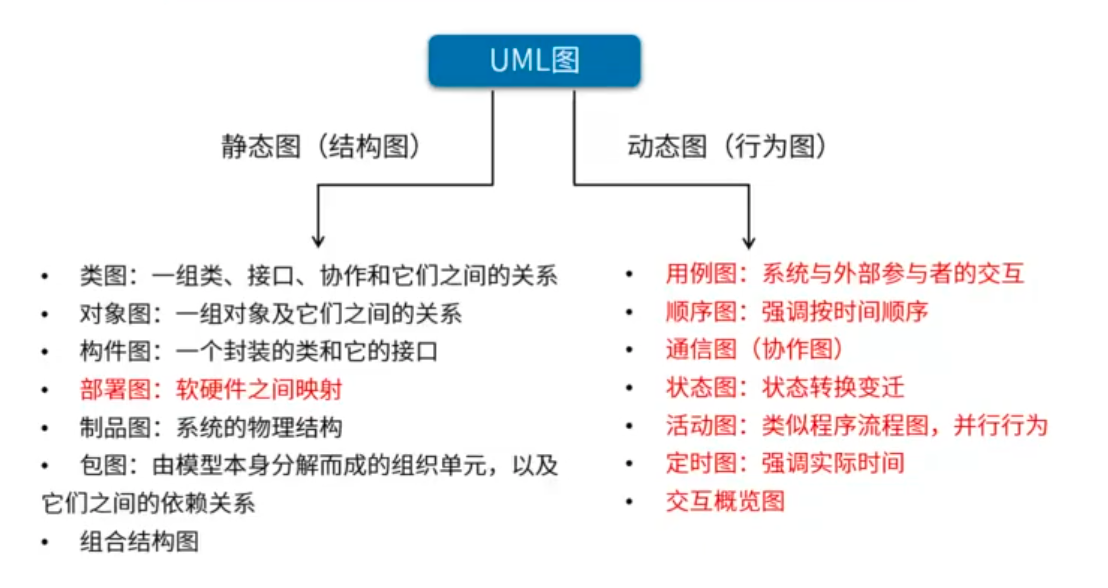 UML图
静态图（结构图）
动态图（行为图）
• 类图：一组类、接口、协作和它们之间的关系
• 对象图：一组对象及它们之间的关系
• 构件图：一个封装的类和它的接口
• 部署图：软硬件之间映射
• 制品图：系统的物理结构
• 包图：由模型本身分解而成的组织单元，以及
它们之间的依赖关系
• 组合结构图
• 用例图：系统与外部参与者的交互
• 顺序图：强调按时间顺序
• 通信图（协作图）
• 状态图：状态转换变迁
• 活动图：类似程序流程图，并行行为
• 定时图：强调实际时间
• 交互概览图